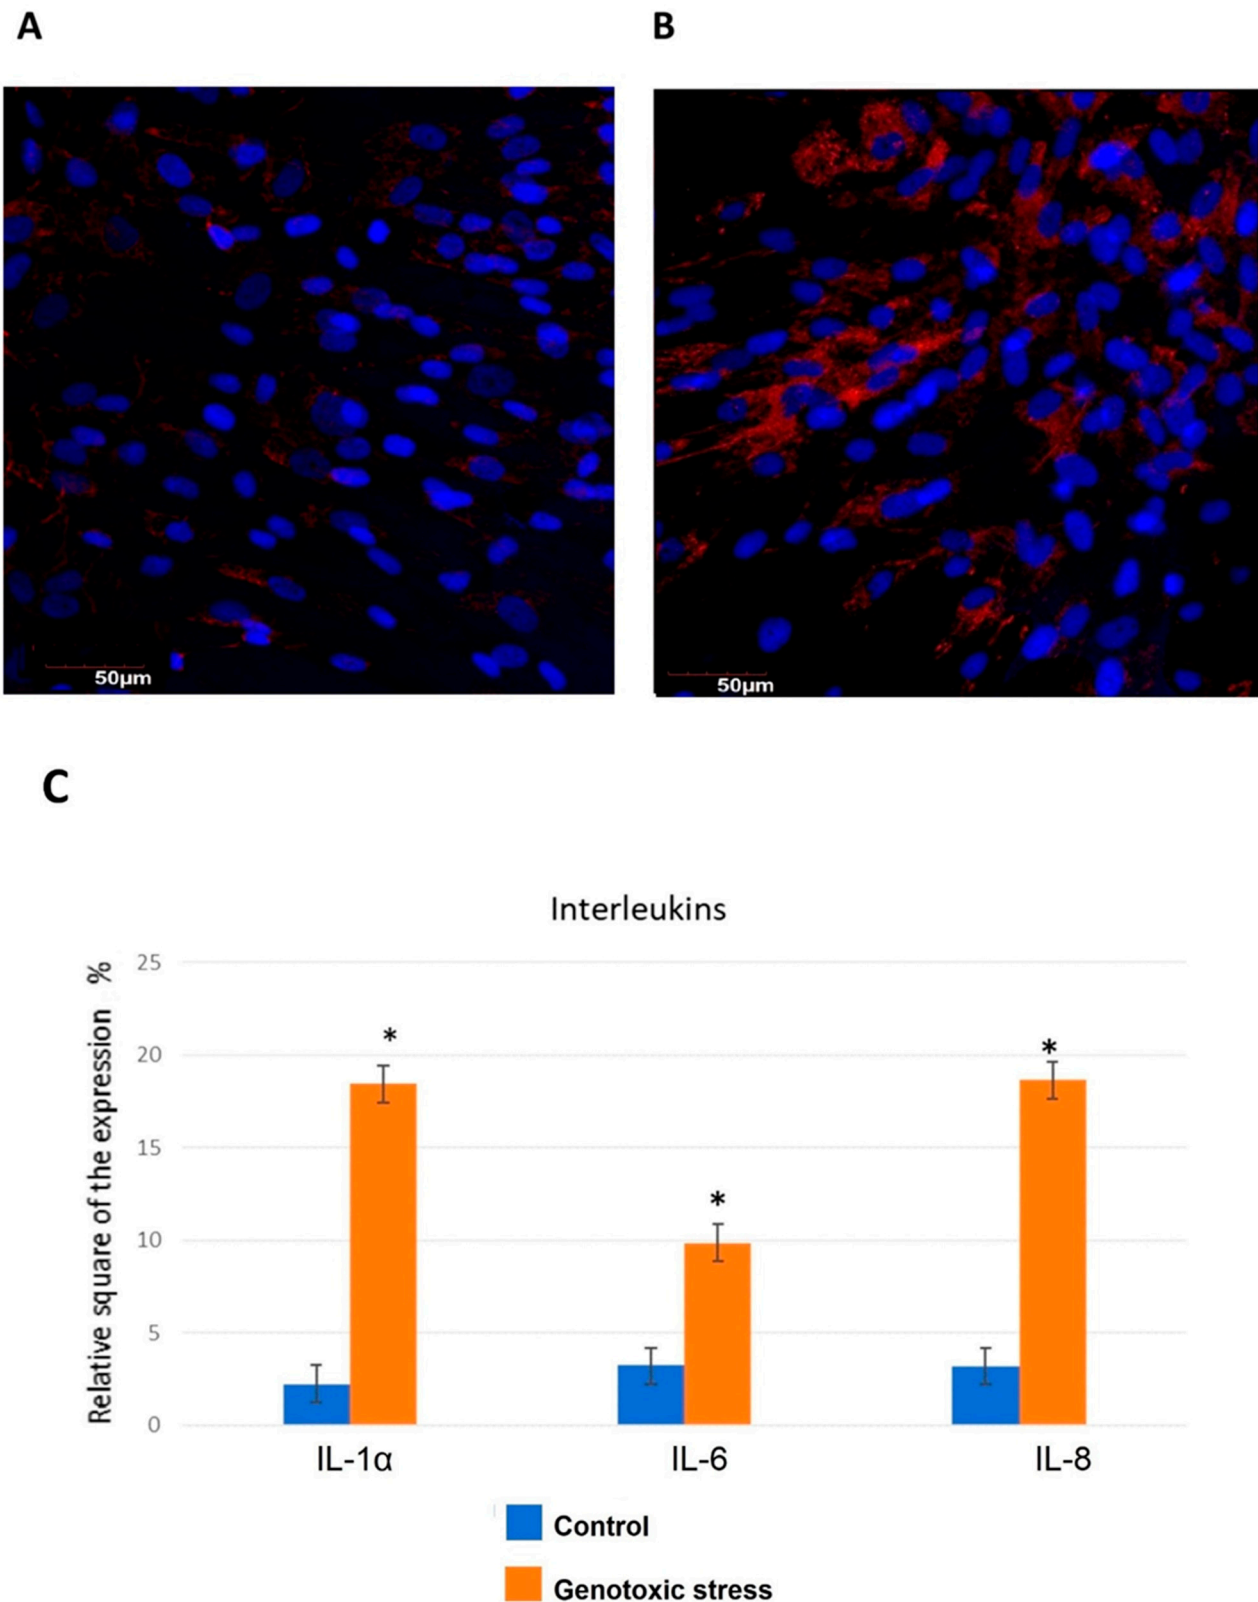 A
B
50μm
50μm
C
Interleukins
Relative square of the expression %
25
20
15
10
5
0
*
*
*
IL-1α
IL-6
IL-8
Control
Genotoxic stress